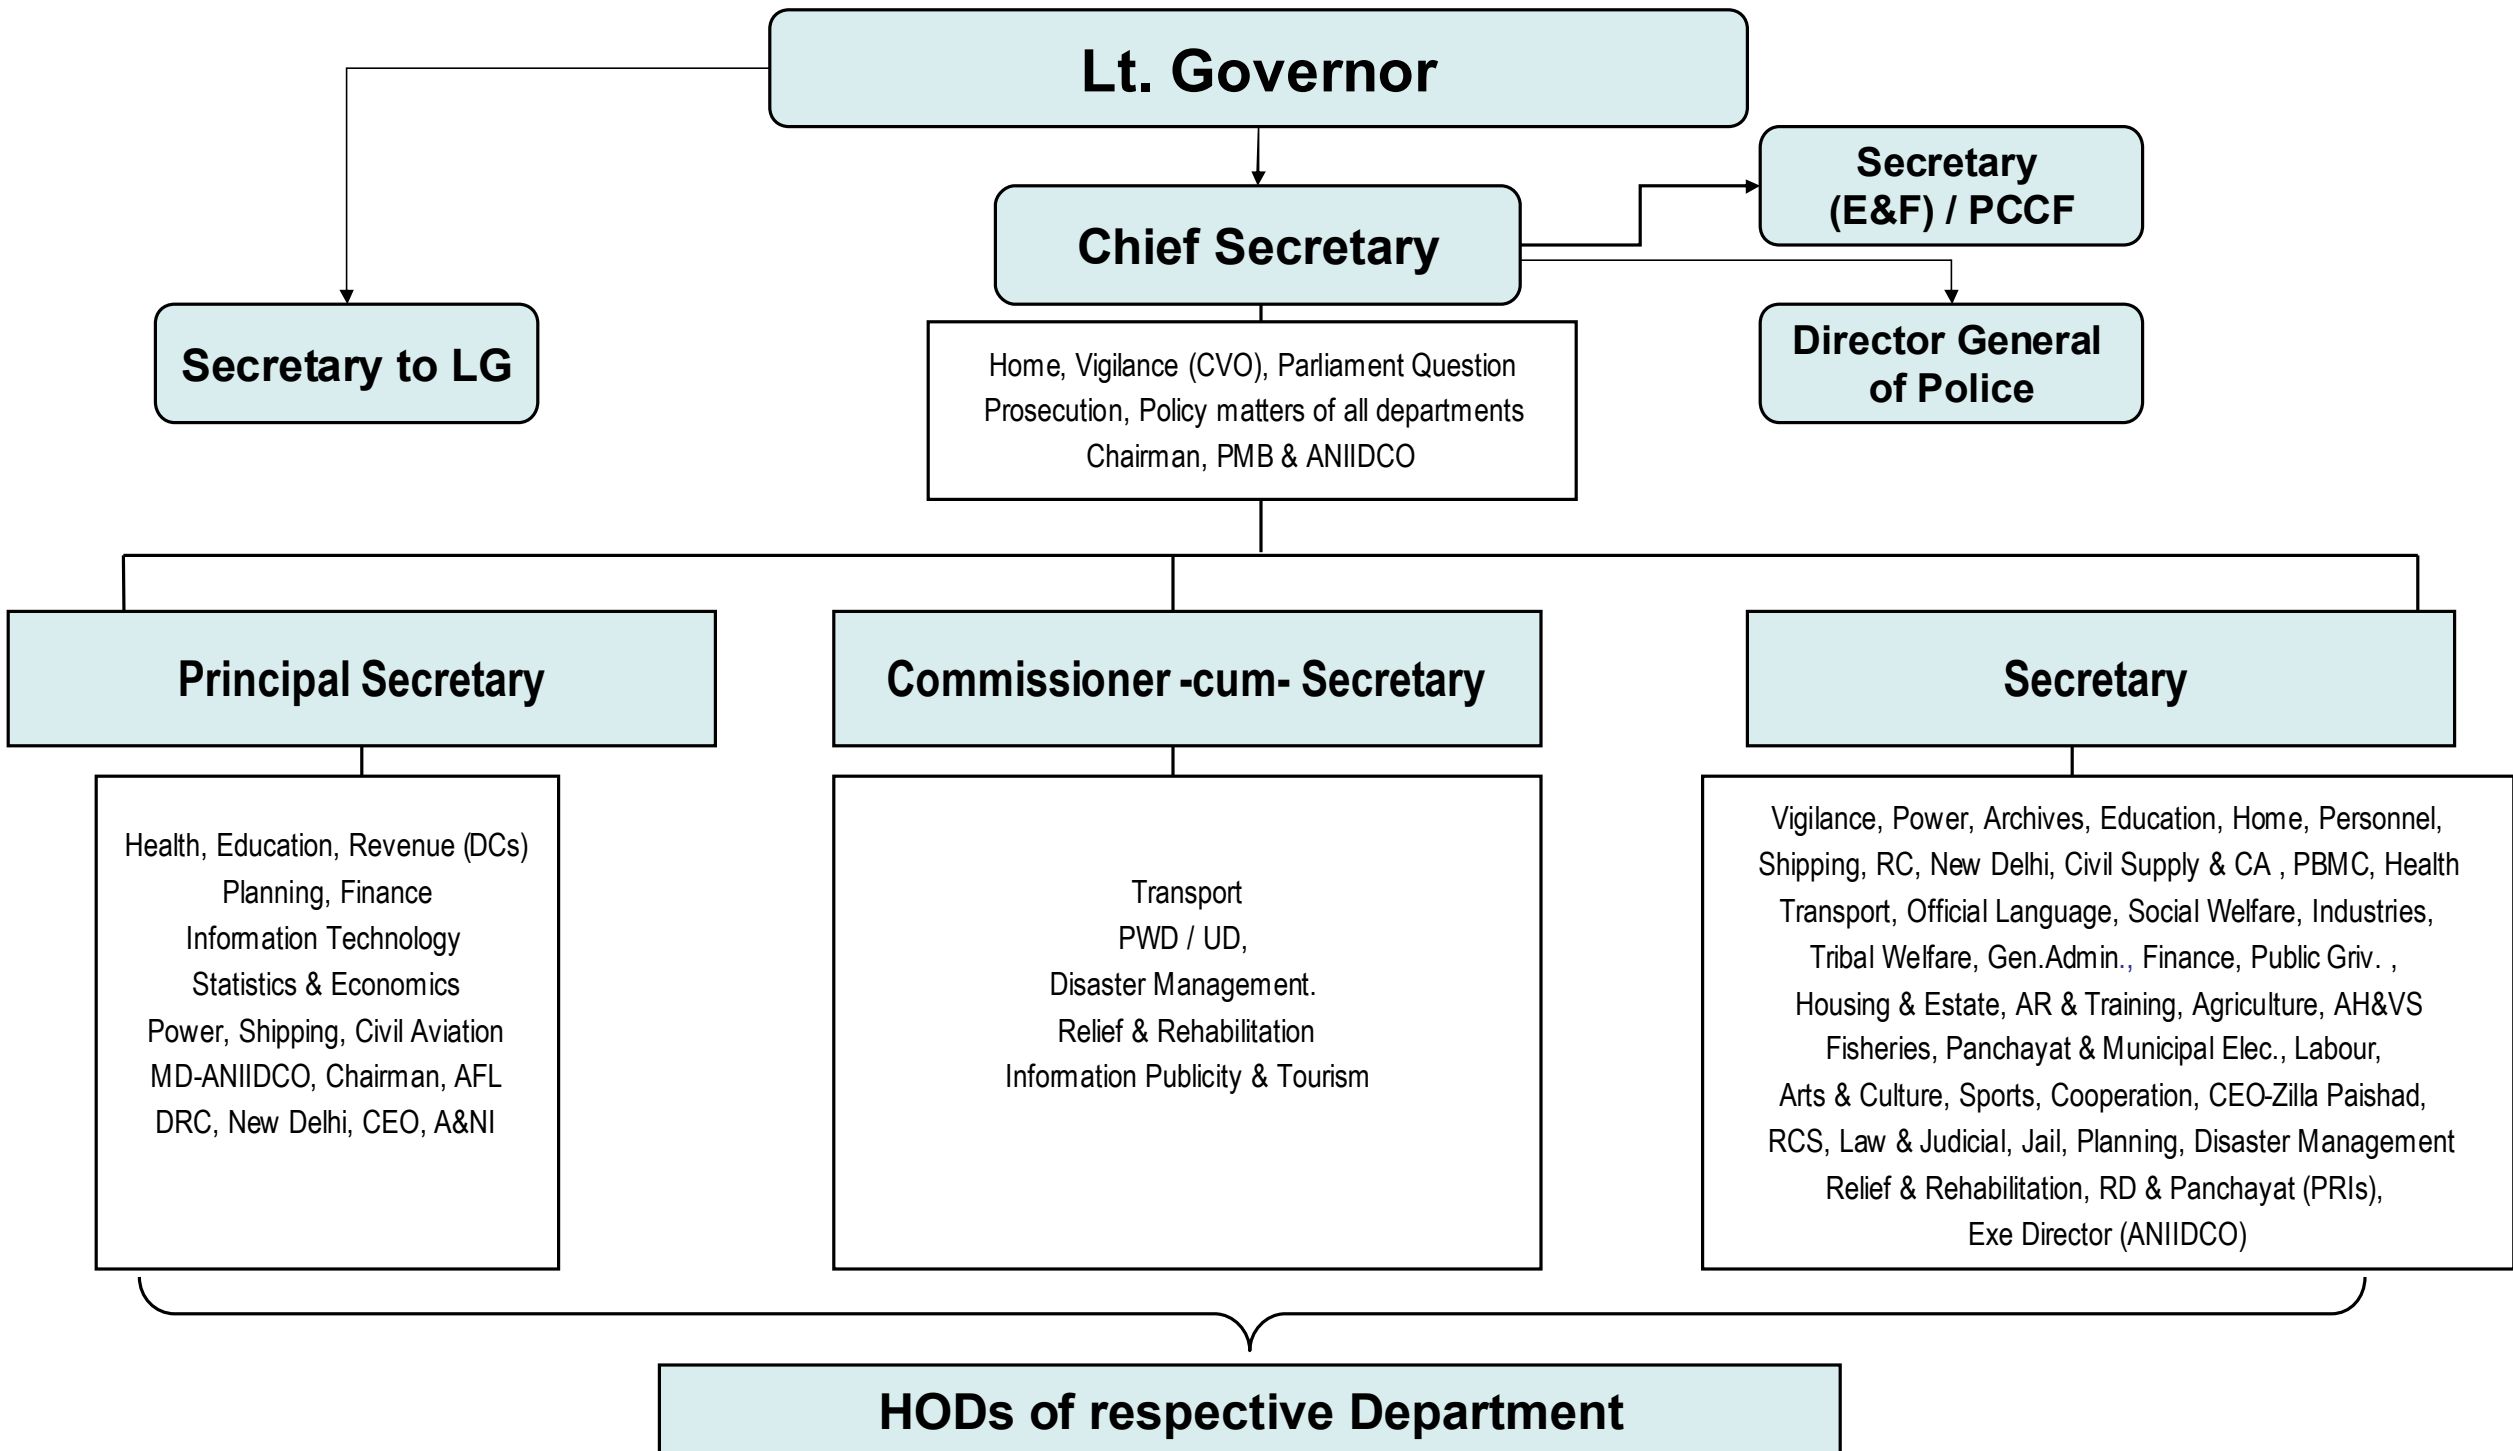 Lt. Governor
Secretary
(E&F) / PCCF
Chief Secretary
Secretary to LG
Director General
of Police
Home, Vigilance (CVO), Parliament Question
Prosecution, Policy matters of all departments
Chairman, PMB & ANIIDCO
Principal Secretary
Commissioner -cum- Secretary
Secretary
Health, Education, Revenue (DCs)
Planning, Finance
Information Technology
Statistics & Economics
Power, Shipping, Civil Aviation
MD-ANIIDCO, Chairman, AFL
DRC, New Delhi, CEO, A&NI
Transport
PWD / UD,
Disaster Management.
Relief & Rehabilitation
Information Publicity & Tourism
Vigilance, Power, Archives, Education, Home, Personnel,
Shipping, RC, New Delhi, Civil Supply & CA , PBMC, Health
Transport, Official Language, Social Welfare, Industries,
Tribal Welfare, Gen.Admin., Finance, Public Griv. ,
Housing & Estate, AR & Training, Agriculture, AH&VS
Fisheries, Panchayat & Municipal Elec., Labour,
Arts & Culture, Sports, Cooperation, CEO-Zilla Paishad,
RCS, Law & Judicial, Jail, Planning, Disaster Management
Relief & Rehabilitation, RD & Panchayat (PRIs),
Exe Director (ANIIDCO)
HODs of respective Department